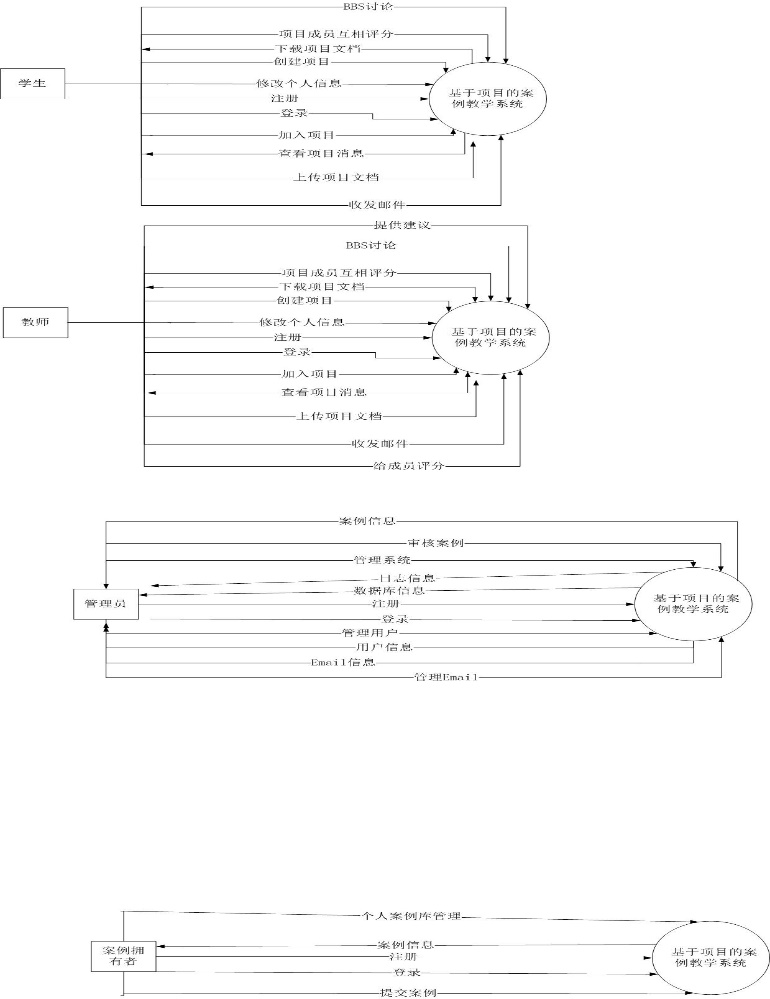 BBS讨论
项目成员互相评分
下载项目文档
创建项目
学生
修改个人信息
基于项目的案
例教学系统
注册
登录
加入项目
查看项目消息
上传项目文档
收发邮件
提供建议
BBS讨论
项目成员互相评分
下载项目文档
创建项目
教师
修改个人信息
基于项目的案
例教学系统
注册
登录
加入项目
查看项目消息
上传项目文档
收发邮件
给成员评分
案例信息
审核案例
管理系统
日志信息
数据库信息
管理员
注册
基于项目的案
例教学系统
登录
管理用户
用户信息
Email信息
管理Email
个人案例库管理
案例拥
有者
案例信息
注册
基于项目的案
例教学系统
登录
提交案例